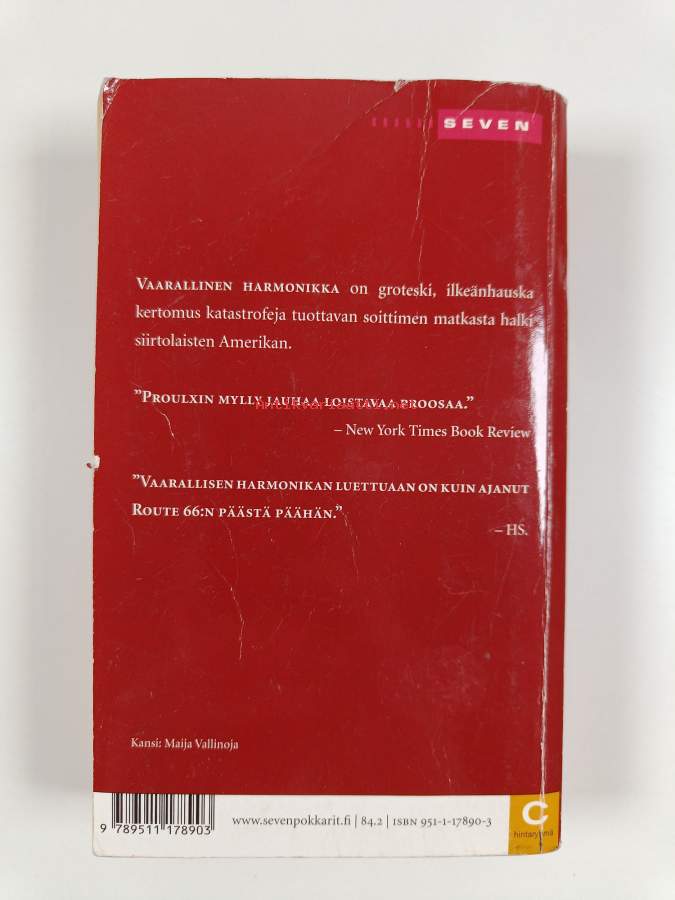 SEVEN
VAARALLINEN HARMONIKKA on groteski, ilkeänhauska
kertomus katastrofeja tuottavan soittimen matkasta halki
siirtolaisten Amerikan.
”PROULXIN MYLLY JAUHAA LOISTAVAA PROOSAA.”
antikvariaatti.net
– New York Times Book Review
”VAARALLISEN HARMONIKAN LUETTUAAN ON KUIN AJANUT
ROUTE 66:N PÄÄSTÄ PÄÄHÄN.”
– HS.
Kansi: Maija Vallinoja
9 789511 178903
www.sevenpokkarit.fi | 84.2 | ISBN 951-1-17890-3
C
hintaryhmä